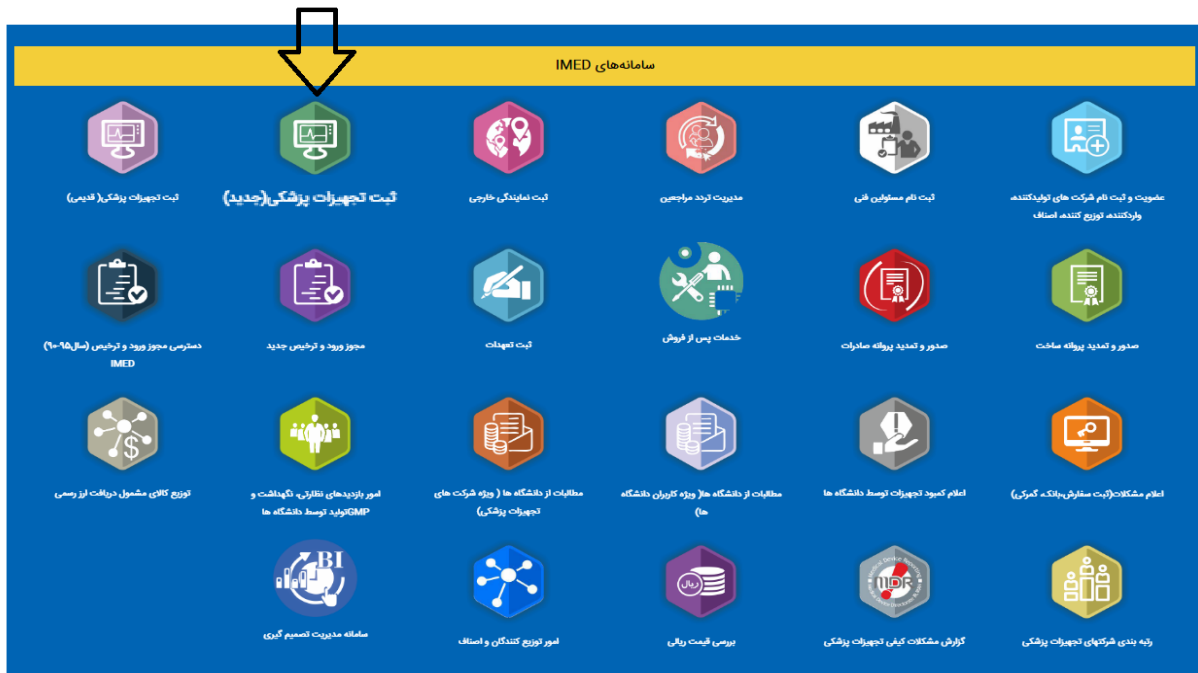 سامانه‌های IMED
عضویت و ثبت نام شرکت های تولیدکننده،
واردکننده، توزیع کننده، اصناف
ثبت نام مسئولین فنی
مدیریت تردد مراجعین
ثبت نمایندگی خارجی
ثبت تجهیزات پزشکی(جدید)
ثبت تجهیزات پزشکی( قدیمی)
صدور و تمدید پروانه ساخت
صدور و تمدید پروانه صادرات
خدمات پس از فروش
ثبت تعهدات
مجوز ورود و ترخیص جدید
دسترسی مجوز ورود و ترخیص (سال۹۵-۹۰)
IMED
اعلام مشکلات(ثبت سفارش،بانک، گمرکی)
اعلام کمبود تجهیزات توسط دانشگاه ها
مطالبات از دانشگاه ها( ویژه کاربران دانشگاه
ها)
مطالبات از دانشگاه ها ( ویژه شرکت های
تجهیزات پزشکی)
امور بازدیدهای نظارتی، نگهداشت و
GMPتولید توسط دانشگاه ها
توزیع کالای مشمول دریافت ارز رسمی
$
رتبه بندی شرکتهای تجهیزات پزشکی
MDR
گزارش مشکلات کیفی تجهیزات پزشکی
ریال
بررسی قیمت ریالی
امور توزیع کنندگان و اصناف
BI
سامانه مدیریت تصمیم گیری